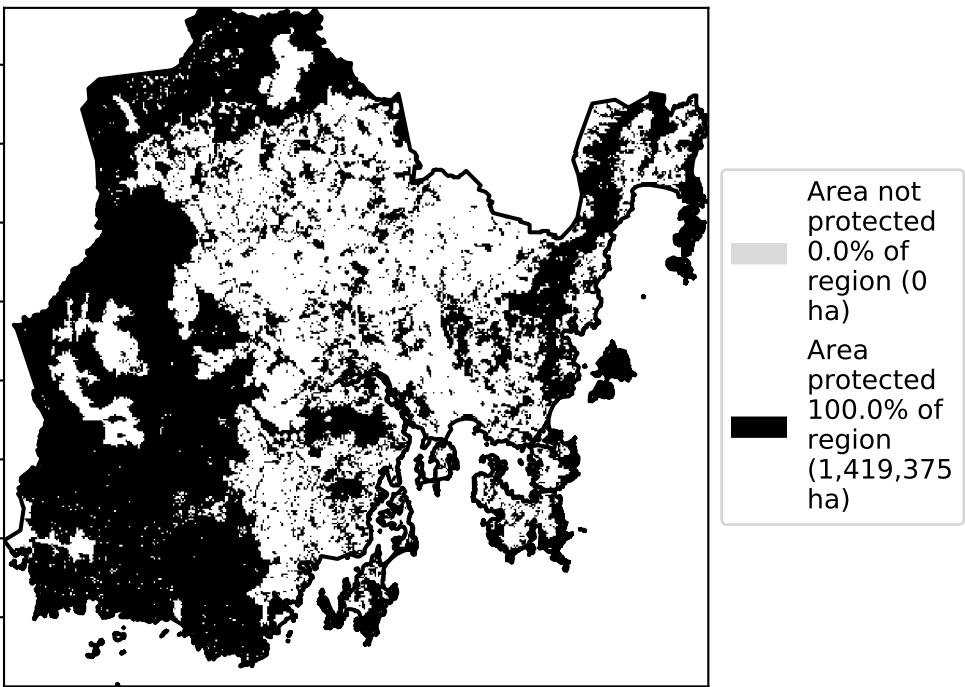 Area not
protected
0.0% of
region (0
ha)
Area
protected
100.0% of
region
(1,419,375
ha)